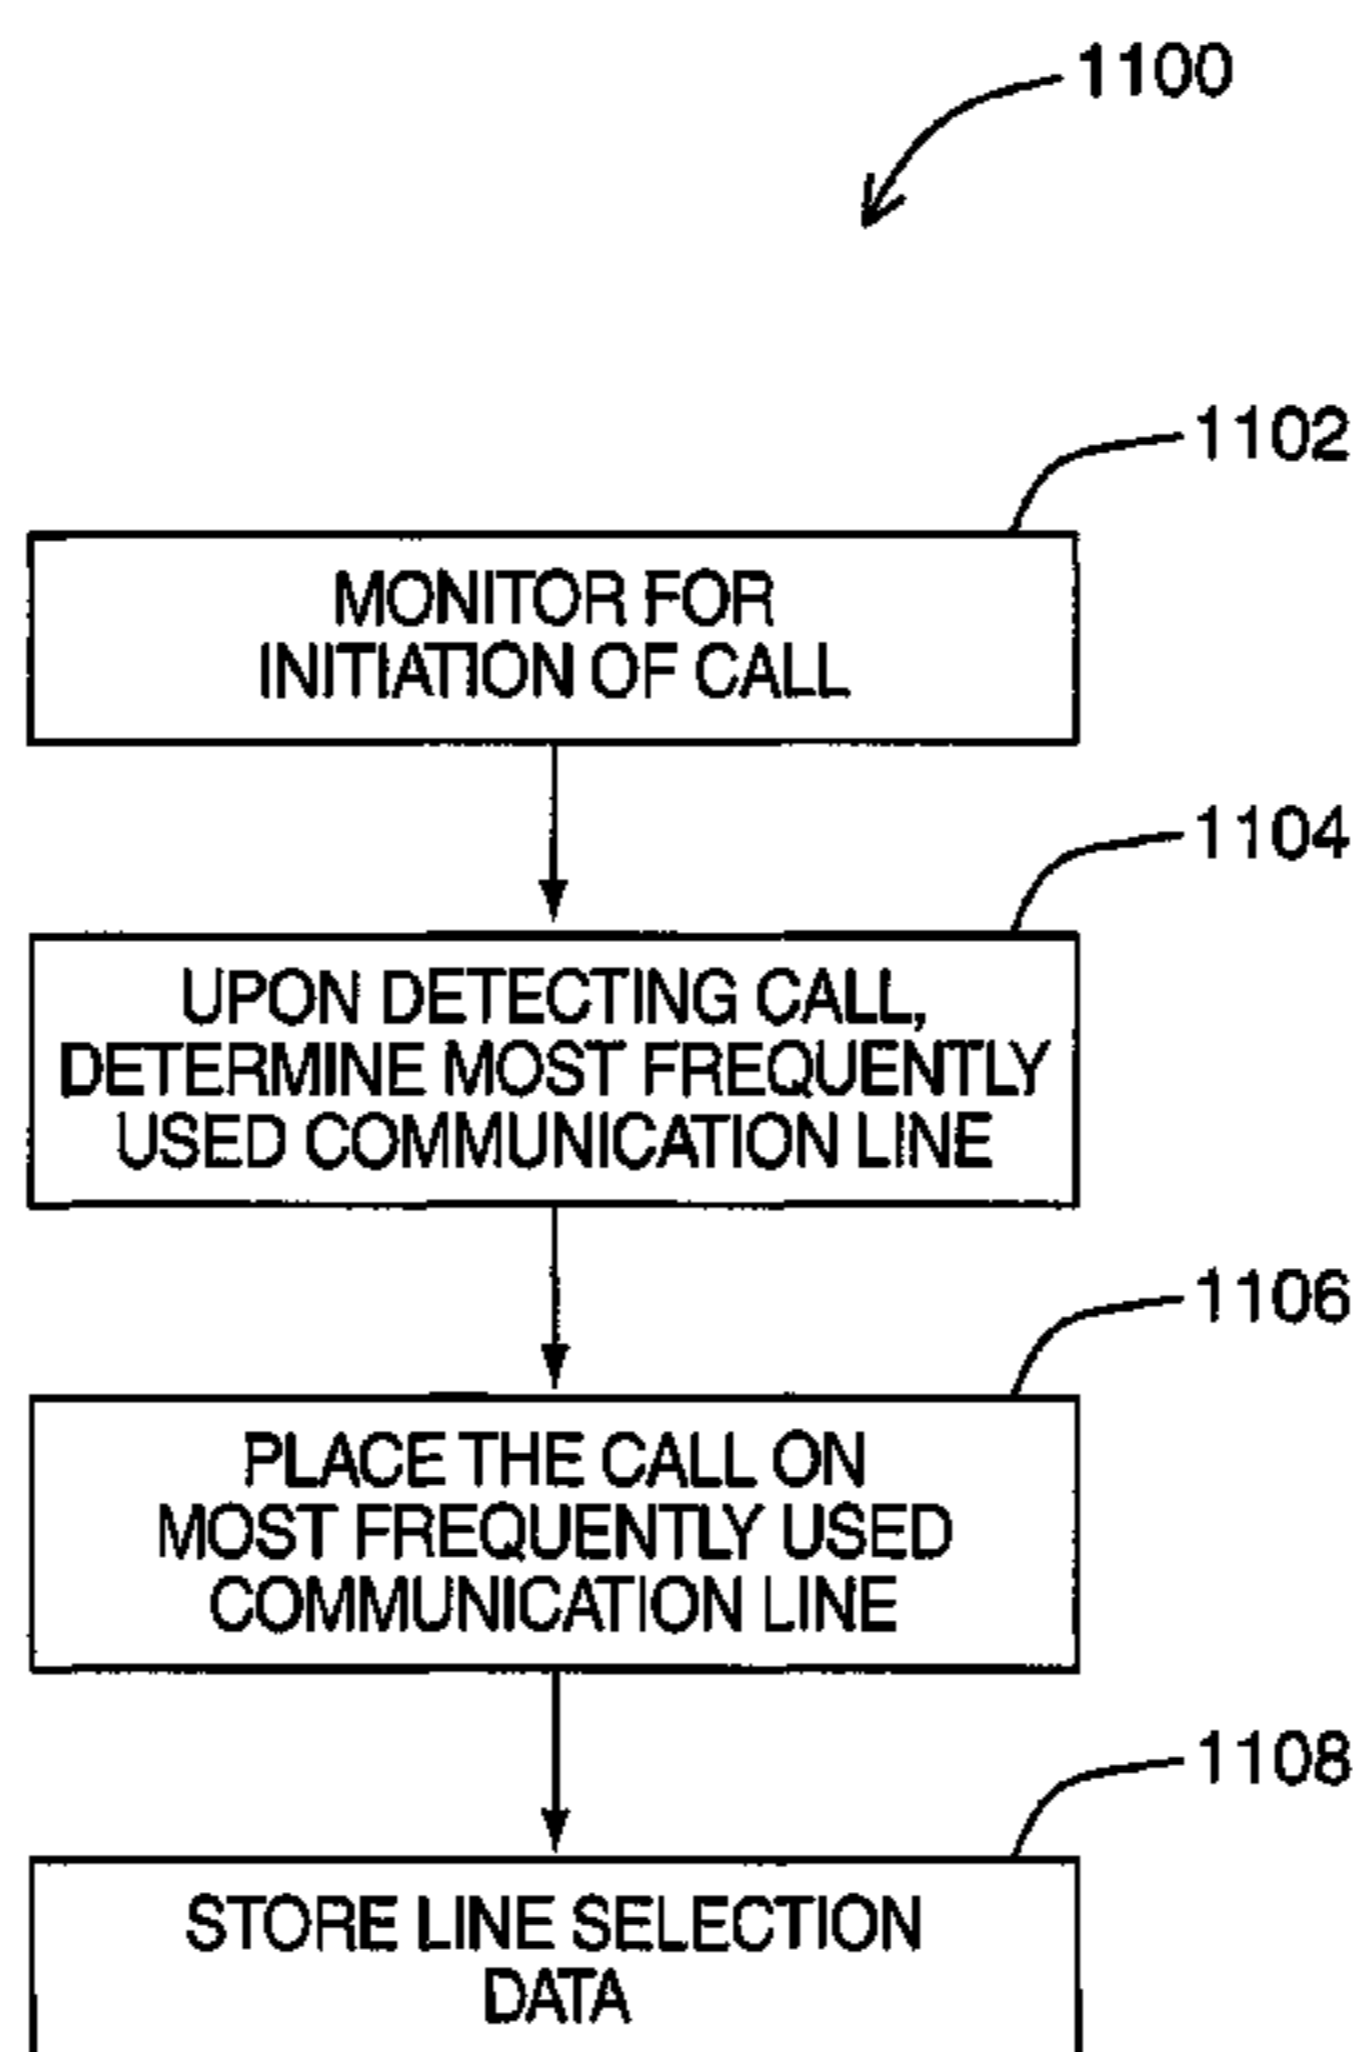 1100
1102
MONITOR FOR
INITIATION OF CALL
1104
UPON DETECTING CALL,
DETERMINE MOST FREQUENTLY
USED COMMUNICATION LINE
1106
PLACE THE CALL ON
MOST FREQUENTLY USED
COMMUNICATION LINE
1108
STORE LINE SELECTION
DATA